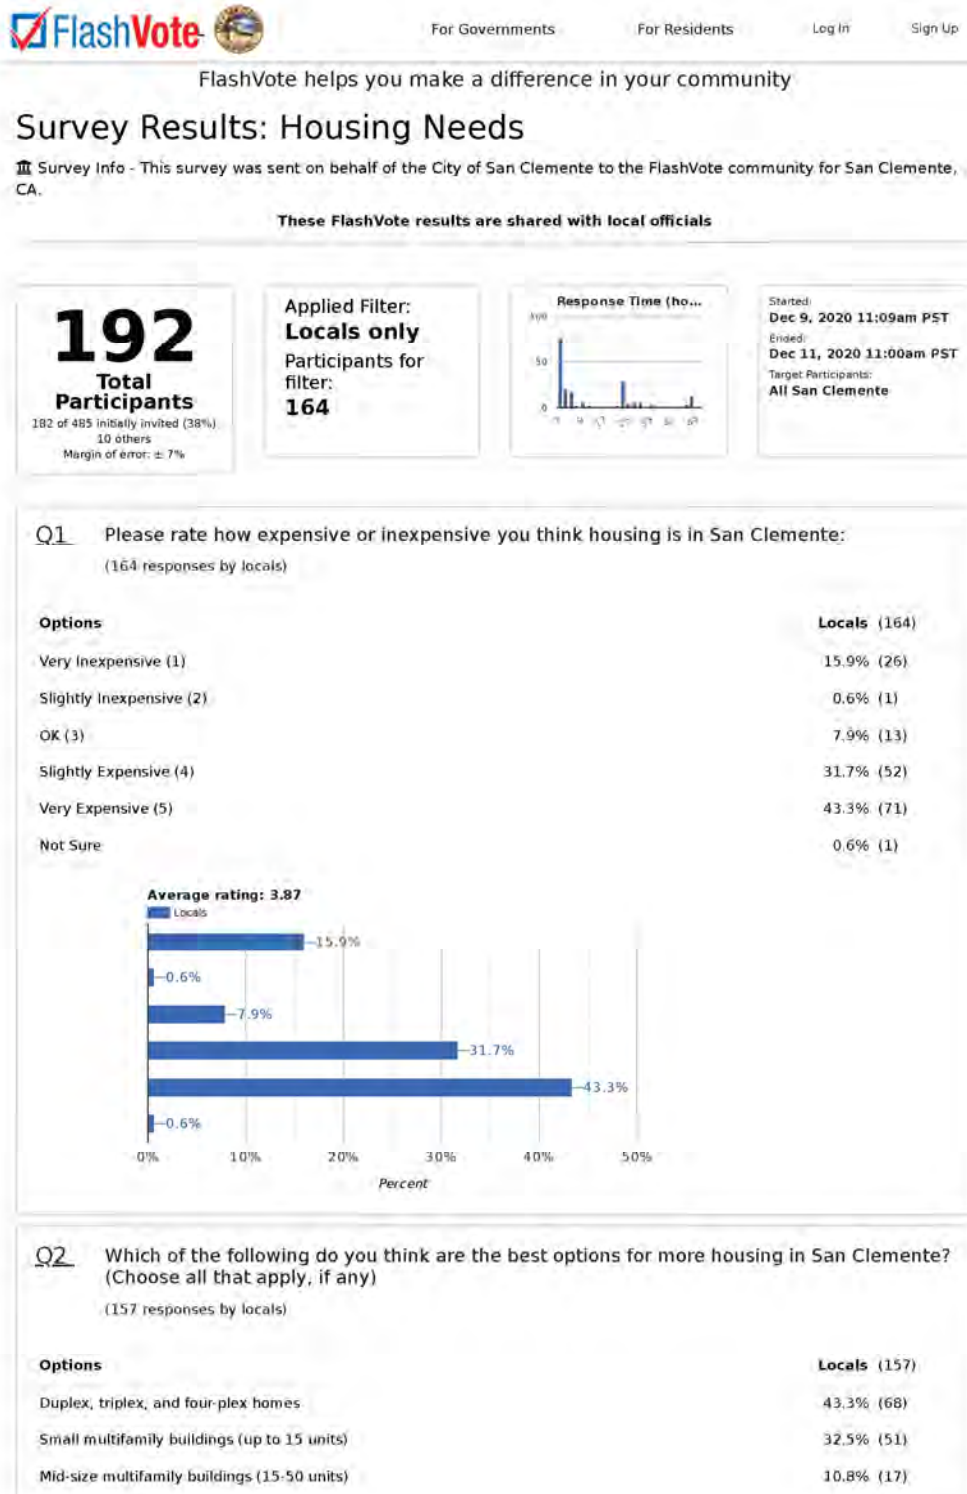 FlashVote
For Governments For Residents Log In Sign Up
FlashVote helps you make a difference in your community
Survey Results: Housing Needs
Survey Info - This survey was sent on behalf of the City of San Clemente to the FlashVote community for San Clemente,
CA.
These FlashVote results are shared with local officials
192
Total
Participants
182 of 485 initially invited (38%)
10 others
Margin of error: ± 7%
Applied Filter:
Locals only
Participants for
filter:
164
Response Time (ho...
100
50
0
Started:
Dec 9, 2020 11:09am PST
Ended:
Dec 11, 2020 11:00am PST
Target Participants:
All San Clemente
Q1 Please rate how expensive or inexpensive you think housing is in San Clemente:
(164 responses by locals)
Options Locals (164)
Very Inexpensive (1) 15.9% (26)
Slightly Inexpensive (2) 0.6% (1)
OK (3) 7.9% (13)
Slightly Expensive (4) 31.7% (52)
Very Expensive (5) 43.3% (71)
Not Sure 0.6% (1)
Average rating: 3.87
Locals
15.9%
0.6%
7.9%
31.7%
43.3%
0.6%
0% 10% 20% 30% 40% 50%
Percent
Q2 Which of the following do you think are the best options for more housing in San Clemente?
(Choose all that apply, if any)
(157 responses by locals)
Options Locals (157)
Duplex, triplex, and four-plex homes 43.3% (68)
Small multifamily buildings (up to 15 units) 32.5% (51)
Mid-size multifamily buildings (15-50 units) 10.8% (17)